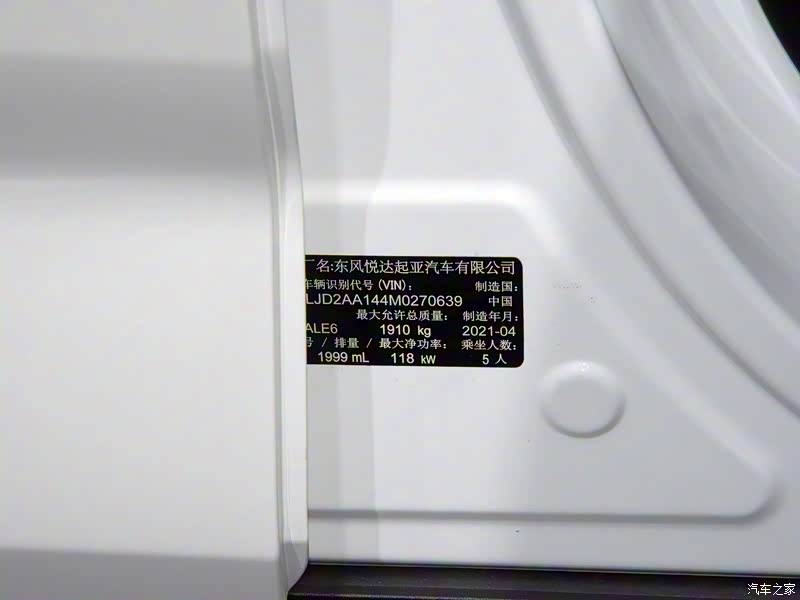 名:东风悦达起亚汽车有限公司
车辆识别代号(VIN): 制造国:
LJD2AA144M0270639 中国
最大允许总质量: 制造年月:
ALE6 1910 kg 2021-04
号 / 排量 / 最大净功率: 乘坐人数:
1999 mL 118 kW 5 人
汽车之家